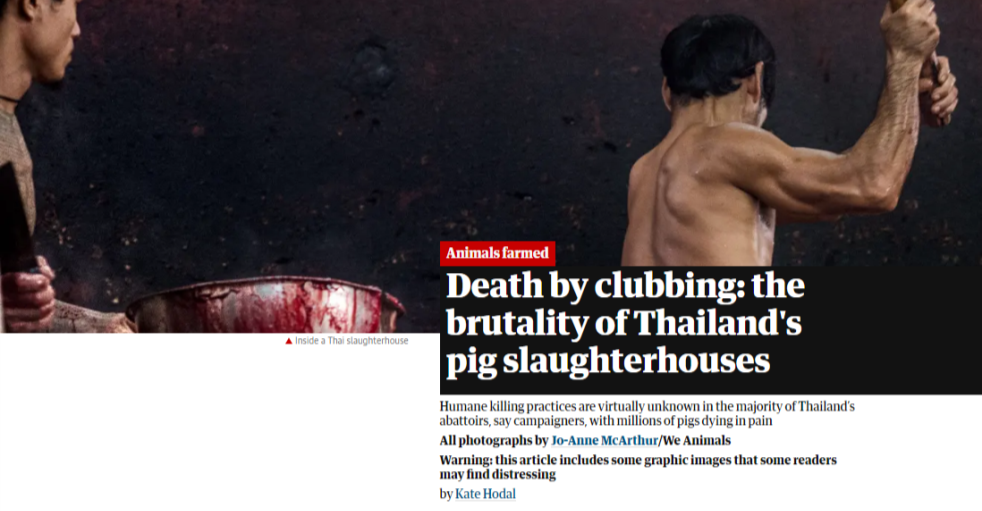 Animals farmed
Death by clubbing: the
brutality of Thailand's
pig slaughterhouses
▲ Inside a Thai slaughterhouse
Humane killing practices are virtually unknown in the majority of Thailand's
abattoirs, say campaigners, with millions of pigs dying in pain
All photographs by Jo-Anne McArthur/We Animals
Warning: this article includes some graphic images that some readers
may find distressing
by Kate Hodal